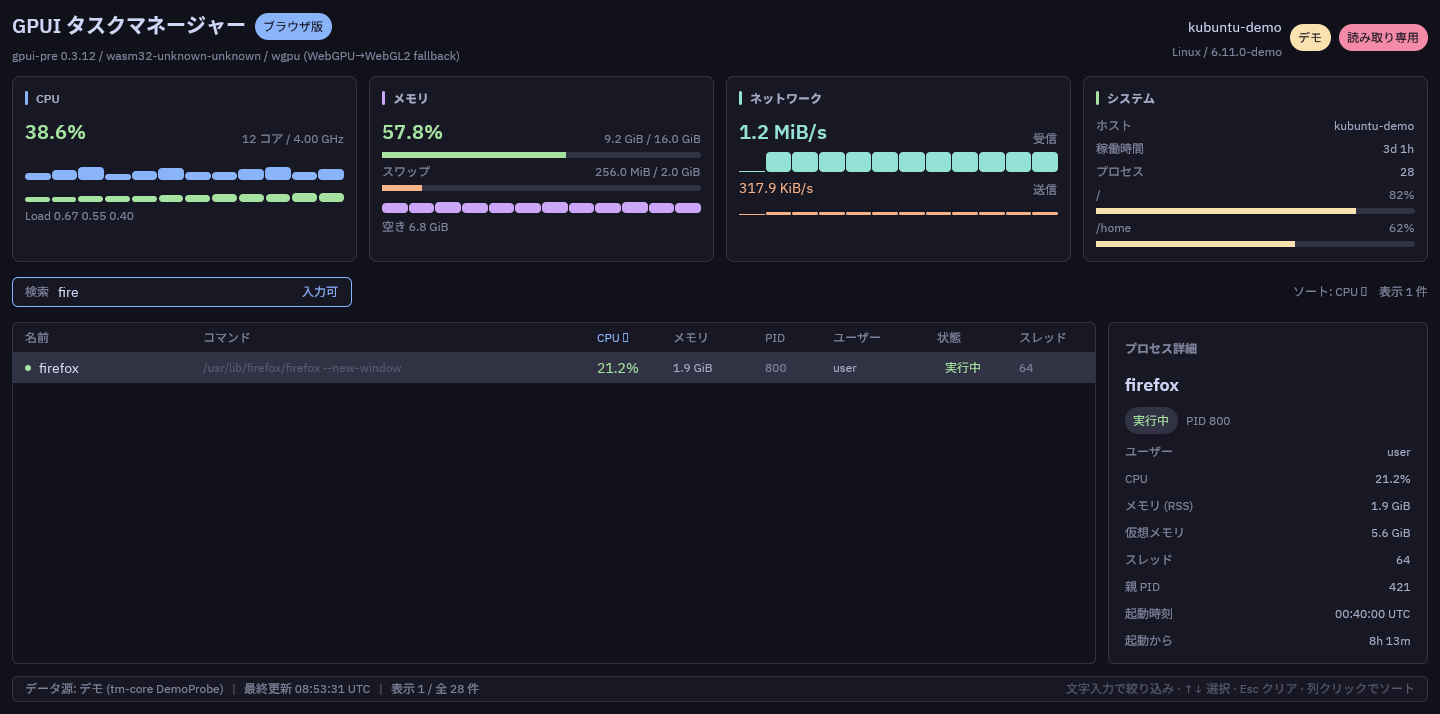 GPUI タスクマネージャー ブラウザ版
gpui-pre 0.3.12 / wasm32-unknown-unknown / wgpu (WebGPU→WebGL2 fallback)
kubuntu-demo
Linux / 6.11.0-demo
デモ 読み取り専用
CPU
38.6% 12 コア / 4.00 GHz
Load 0.67 0.55 0.40
メモリ
57.8% 9.2 GiB / 16.0 GiB
スワップ 256.0 MiB / 2.0 GiB
空き 6.8 GiB
ネットワーク
1.2 MiB/s 受信
317.9 KiB/s 送信
システム
ホスト kubuntu-demo
稼働時間 3d 1h
プロセス 28
/ 82%
/home 62%
検索 fire 入力可
ソート: CPU 表示 1 件
名前 コマンド CPU メモリ PID ユーザー 状態 スレッド
firefox /usr/lib/firefox/firefox --new-window 21.2% 1.9 GiB 800 user 実行中 64
プロセス詳細
firefox
実行中 PID 800
ユーザー user
CPU 21.2%
メモリ (RSS) 1.9 GiB
仮想メモリ 5.6 GiB
スレッド 64
親 PID 421
起動時刻 00:40:00 UTC
起動から 8h 13m
データ源: デモ (tm-core DemoProbe) | 最終更新 08:53:31 UTC | 表示 1 / 全 28 件
文字入力で絞り込み · ↑↓ 選択 · Esc クリア · 列クリックでソート